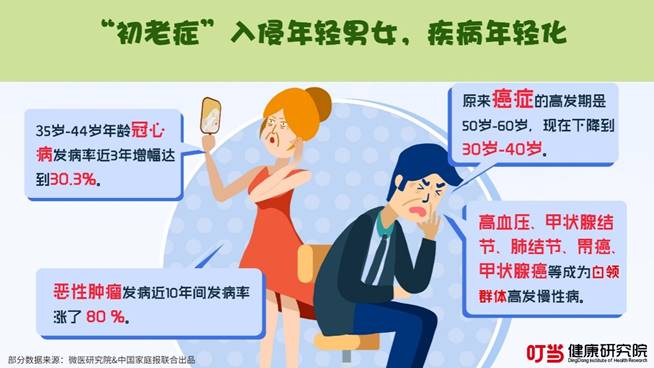 “初老症”入侵年轻男女，疾病年轻化
35岁-44岁年龄冠心
病发病率近3年增幅达
到30.3%。
原来癌症的高发期是
50岁-60岁，现在下降到
30岁-40岁。
高血压、甲状腺结
节、肺结节、胃癌、
甲状腺癌等成为白领
群体高发慢性病。
恶性肿瘤发病近10年间发病率
涨了 80 %。
部分数据来源：微医研究院&中国家庭报联合出品
叮当 健康研究院
DingDang Institute of Health Research